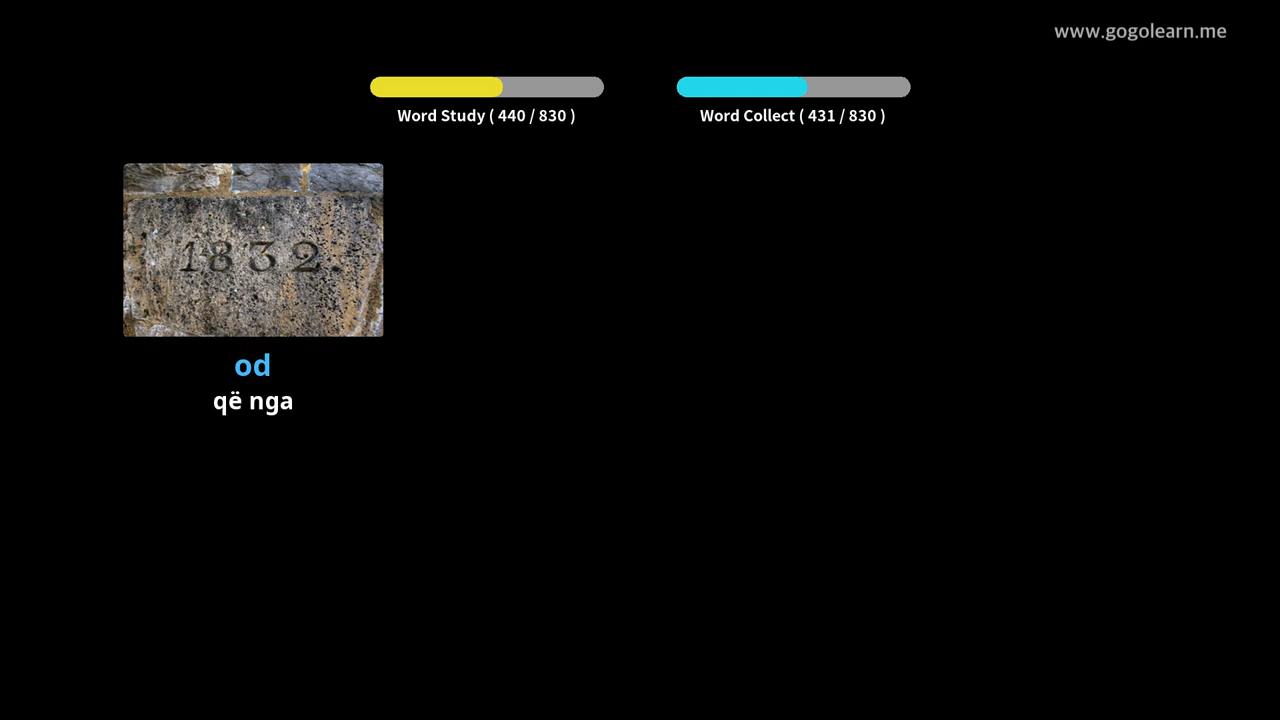 www.gogolearn.me
Word Study ( 440 / 830 )
Word Collect ( 431 / 830 )
1832.
od
që nga